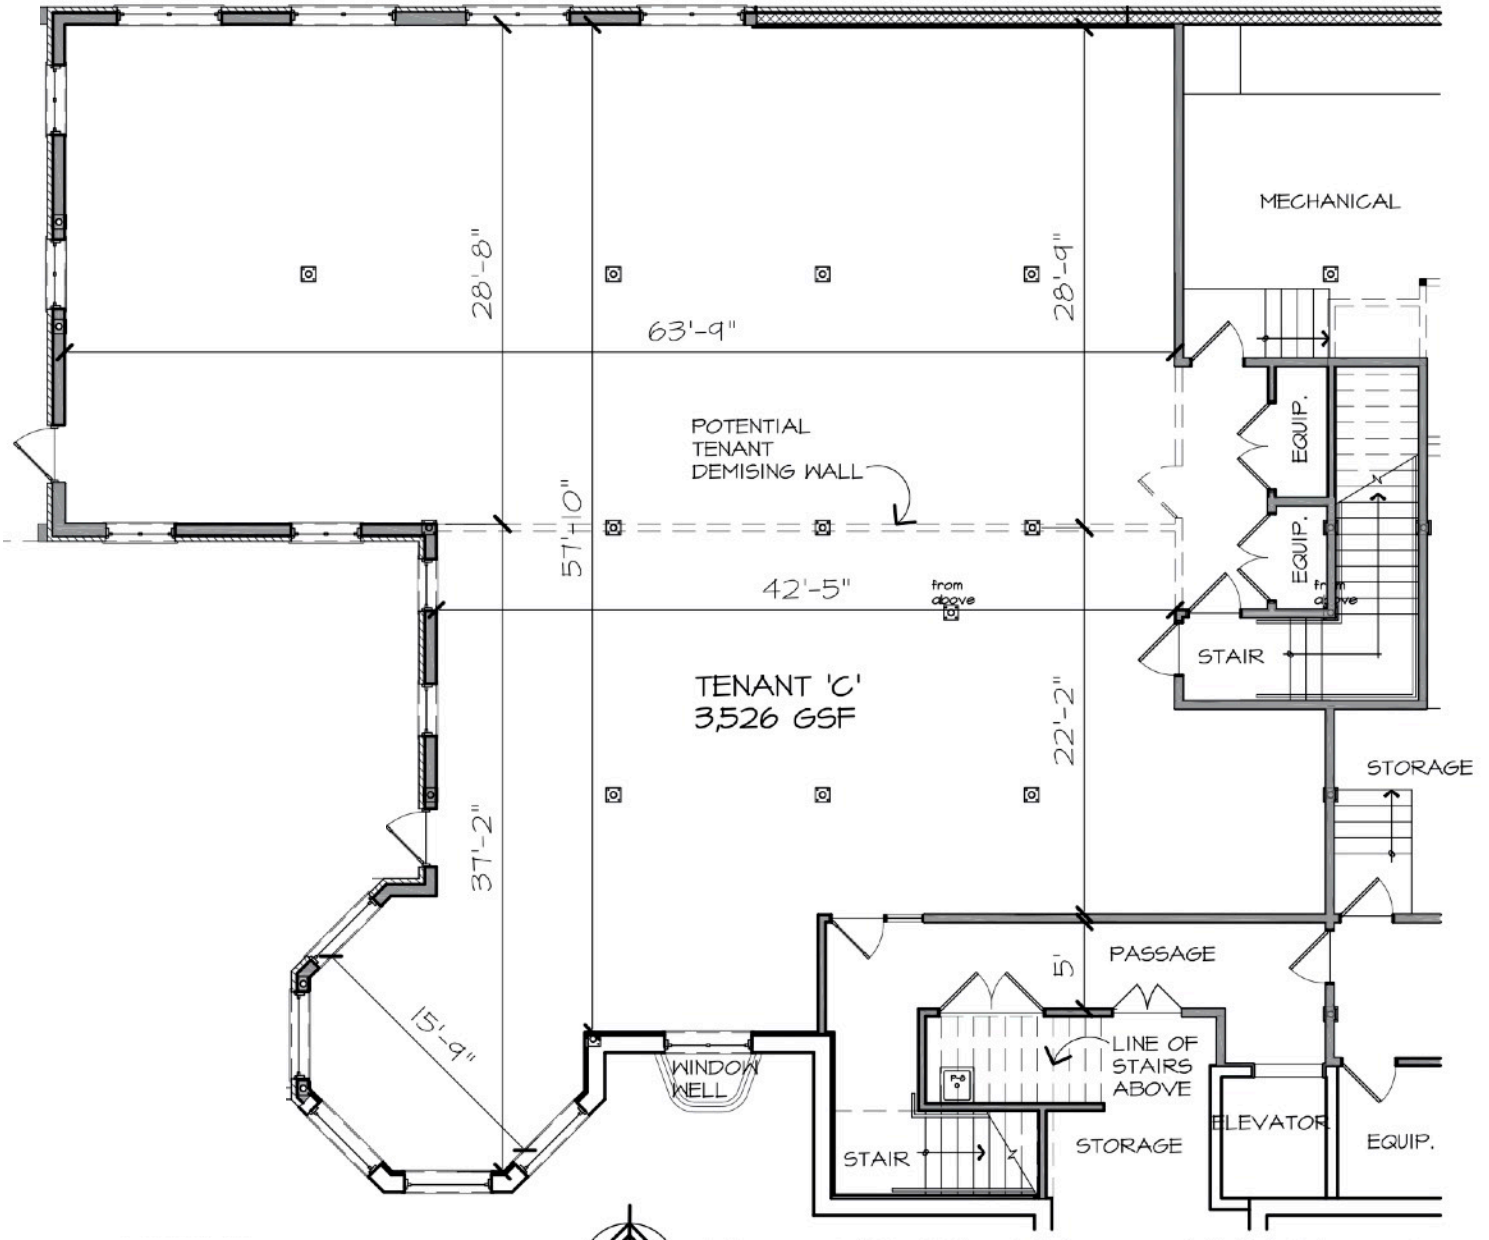 MECHANICAL
28'-8"
28'-9"
63'-9"
POTENTIAL
TENANT
DEMISING WALL
EQUIP.
57'-10"
EQUIP.
42'-5"
from
above
from
above
STAIR
TENANT 'C'
3,526 GSF
22'-2"
STORAGE
37'-2"
PASSAGE
5'
15'-9"
LINE OF
STAIRS
ABOVE
WINDOW
WELL
ELEVATOR
STAIR
STORAGE
EQUIP.